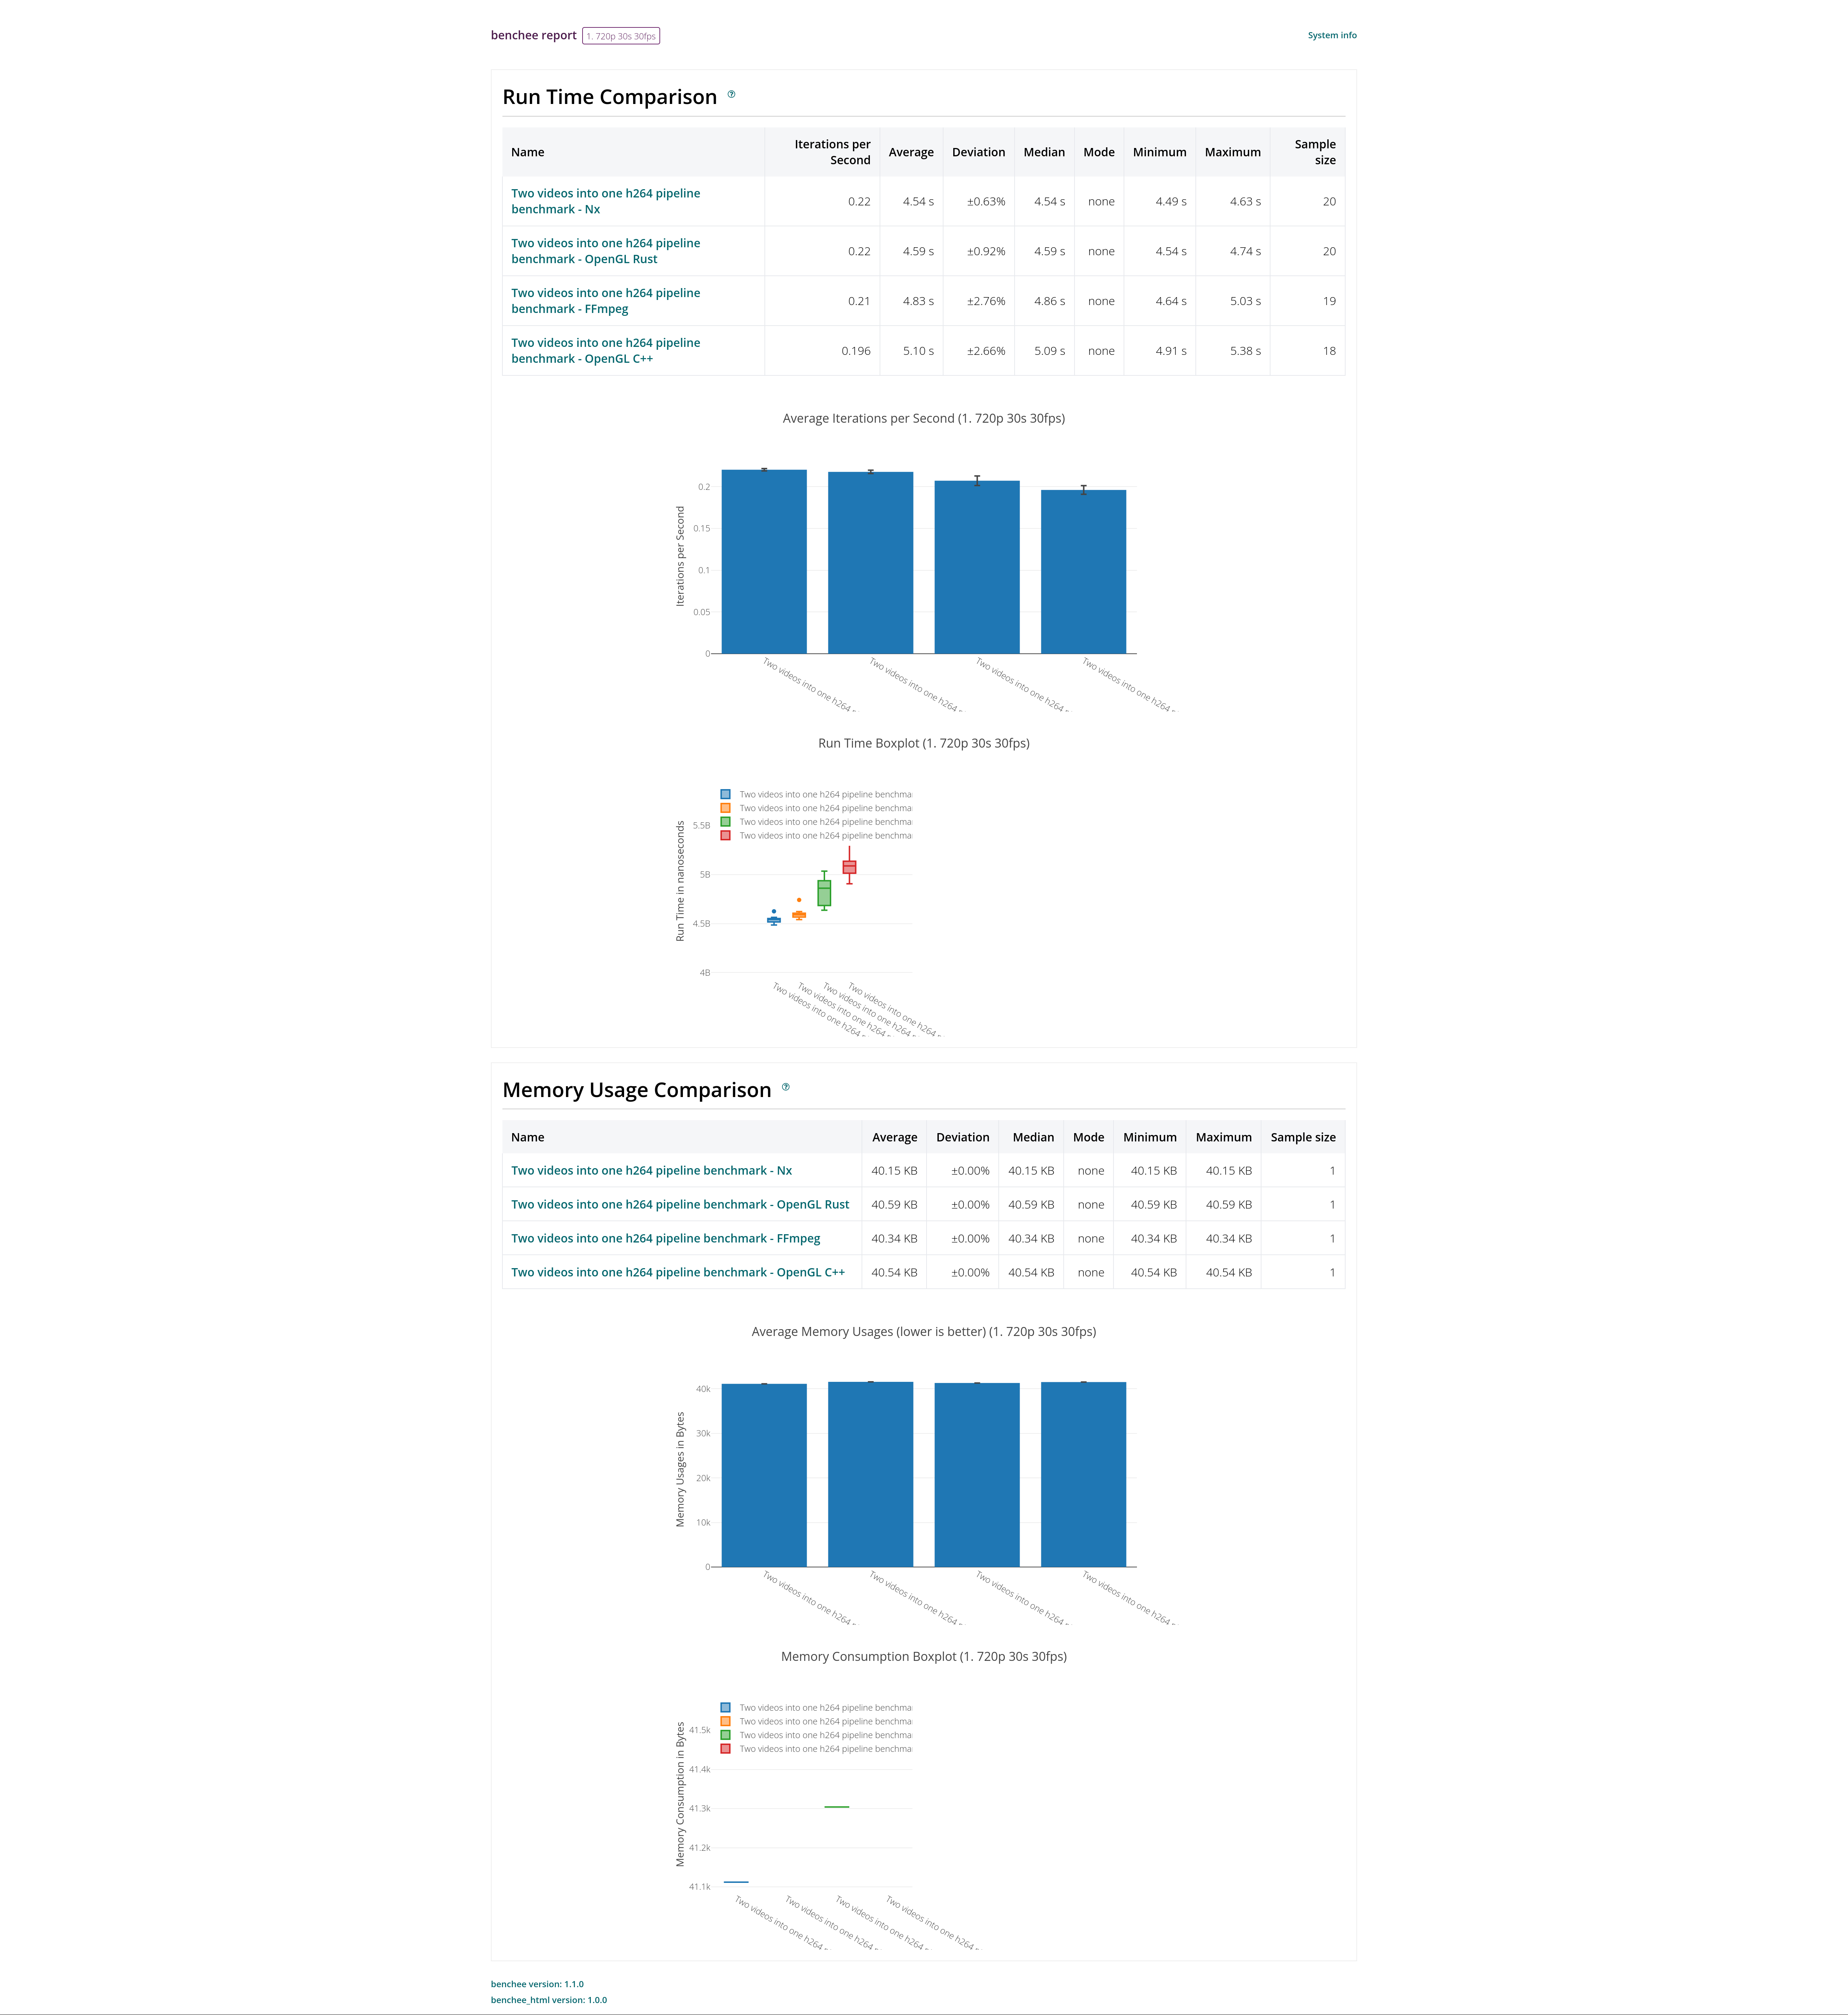 benchee report 1. 720p 30s 30fps System info
Run Time Comparison ?
Name Iterations per Second Average Deviation Median Mode Minimum Maximum Sample size
Two videos into one h264 pipeline benchmark - Nx 0.22 4.54 s ±0.63% 4.54 s none 4.49 s 4.63 s 20
Two videos into one h264 pipeline benchmark - OpenGL Rust 0.22 4.59 s ±0.92% 4.59 s none 4.54 s 4.74 s 20
Two videos into one h264 pipeline benchmark - FFmpeg 0.21 4.83 s ±2.76% 4.86 s none 4.64 s 5.03 s 19
Two videos into one h264 pipeline benchmark - OpenGL C++ 0.196 5.10 s ±2.66% 5.09 s none 4.91 s 5.38 s 18
Average Iterations per Second (1. 720p 30s 30fps)
Iterations per Second
0.2
0.15
0.1
0.05
0
Two videos into one h264
Two videos into one h264
Two videos into one h264
Two videos into one h264
Run Time Boxplot (1. 720p 30s 30fps)
Two videos into one h264 pipeline benchma
Two videos into one h264 pipeline benchma
Two videos into one h264 pipeline benchma
Two videos into one h264 pipeline benchma
Run Time in nanoseconds
5.5B
5B
4.5B
4B
Two videos into one h264
Two videos into one h264
Two videos into one h264
Two videos into one h264
Memory Usage Comparison ?
Name Average Deviation Median Mode Minimum Maximum Sample size
Two videos into one h264 pipeline benchmark - Nx 40.15 KB ±0.00% 40.15 KB none 40.15 KB 40.15 KB 1
Two videos into one h264 pipeline benchmark - OpenGL Rust 40.59 KB ±0.00% 40.59 KB none 40.59 KB 40.59 KB 1
Two videos into one h264 pipeline benchmark - FFmpeg 40.34 KB ±0.00% 40.34 KB none 40.34 KB 40.34 KB 1
Two videos into one h264 pipeline benchmark - OpenGL C++ 40.54 KB ±0.00% 40.54 KB none 40.54 KB 40.54 KB 1
Average Memory Usages (lower is better) (1. 720p 30s 30fps)
Memory Usages in Bytes
40k
30k
20k
10k
0
Two videos into one h264
Two videos into one h264
Two videos into one h264
Two videos into one h264
Memory Consumption Boxplot (1. 720p 30s 30fps)
Two videos into one h264 pipeline benchma
Two videos into one h264 pipeline benchma
Two videos into one h264 pipeline benchma
Two videos into one h264 pipeline benchma
Memory Consumption in Bytes
41.5k
41.4k
41.3k
41.2k
41.1k
Two videos into one h264
Two videos into one h264
Two videos into one h264
Two videos into one h264
benchee version: 1.1.0
benchee_html version: 1.0.0